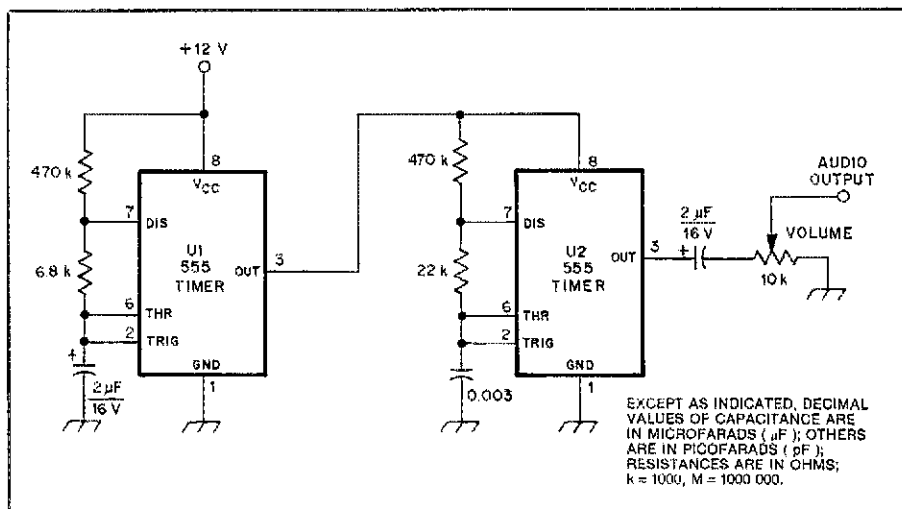 +12 V
470 k
8
VCC
7
DIS
U1
555
TIMER
OUT
3
6.8 k
6
THR
2
TRIG
+
2 µF
16 V
GND
1
470 k
8
VCC
7
DIS
U2
555
TIMER
OUT
3
22 k
6
THR
2
TRIG
0.003
GND
1
2 µF
16 V
+
AUDIO
OUTPUT
VOLUME
10 k
EXCEPT AS INDICATED, DECIMAL
VALUES OF CAPACITANCE ARE
IN MICROFARADS ( µF ); OTHERS
ARE IN PICOFARADS ( pF );
RESISTANCES ARE IN OHMS;
k = 1000, M = 1000 000.